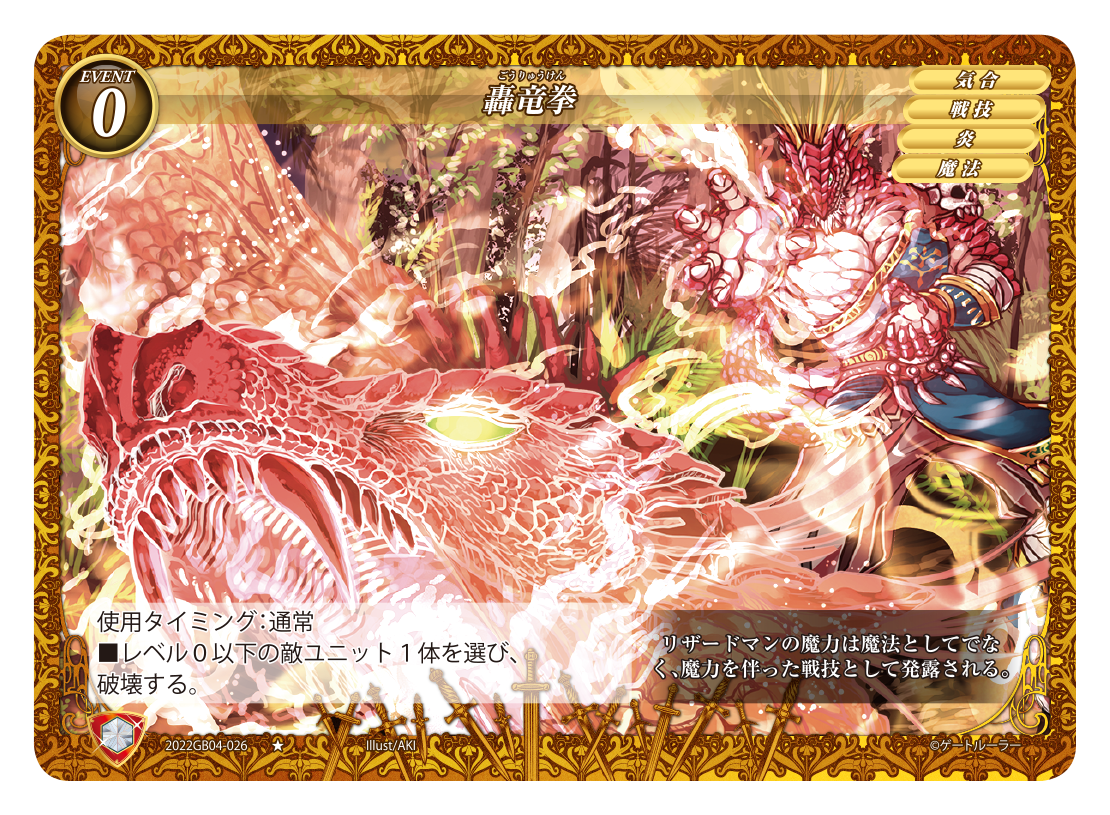 EVENT
0
ごうりゅうけん
轟竜拳
気合
戦技
炎
魔法
使用タイミング：通常
■レベル０以下の敵ユニット１体を選び、
破壊する。
リザードマンの魔力は魔法としてでな
く、魔力を伴った戦技として発露される。
2022GB04-026 ★ Illust/AKI
©ゲートルーラー